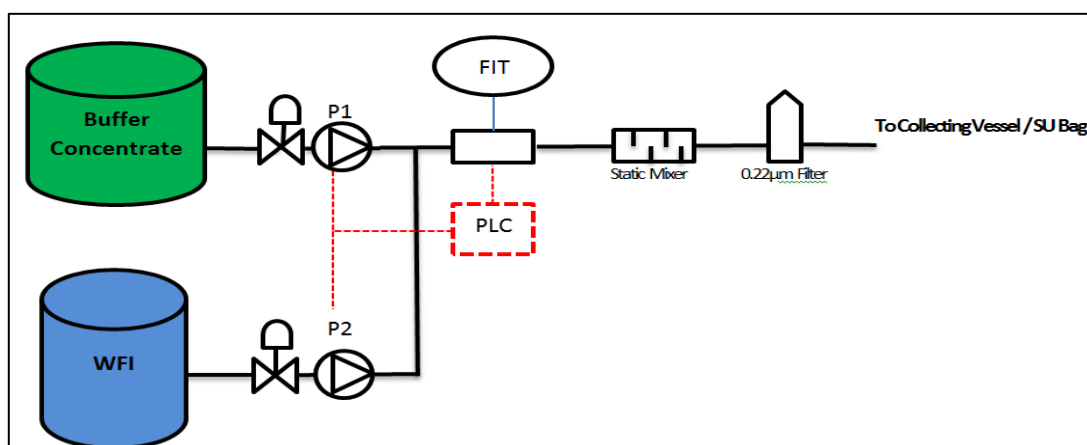 Buffer
Concentrate
P1
FIT
Static Mixer
0.22µm Filter
To Collecting Vessel / SU Bag
PLC
WFI
P2